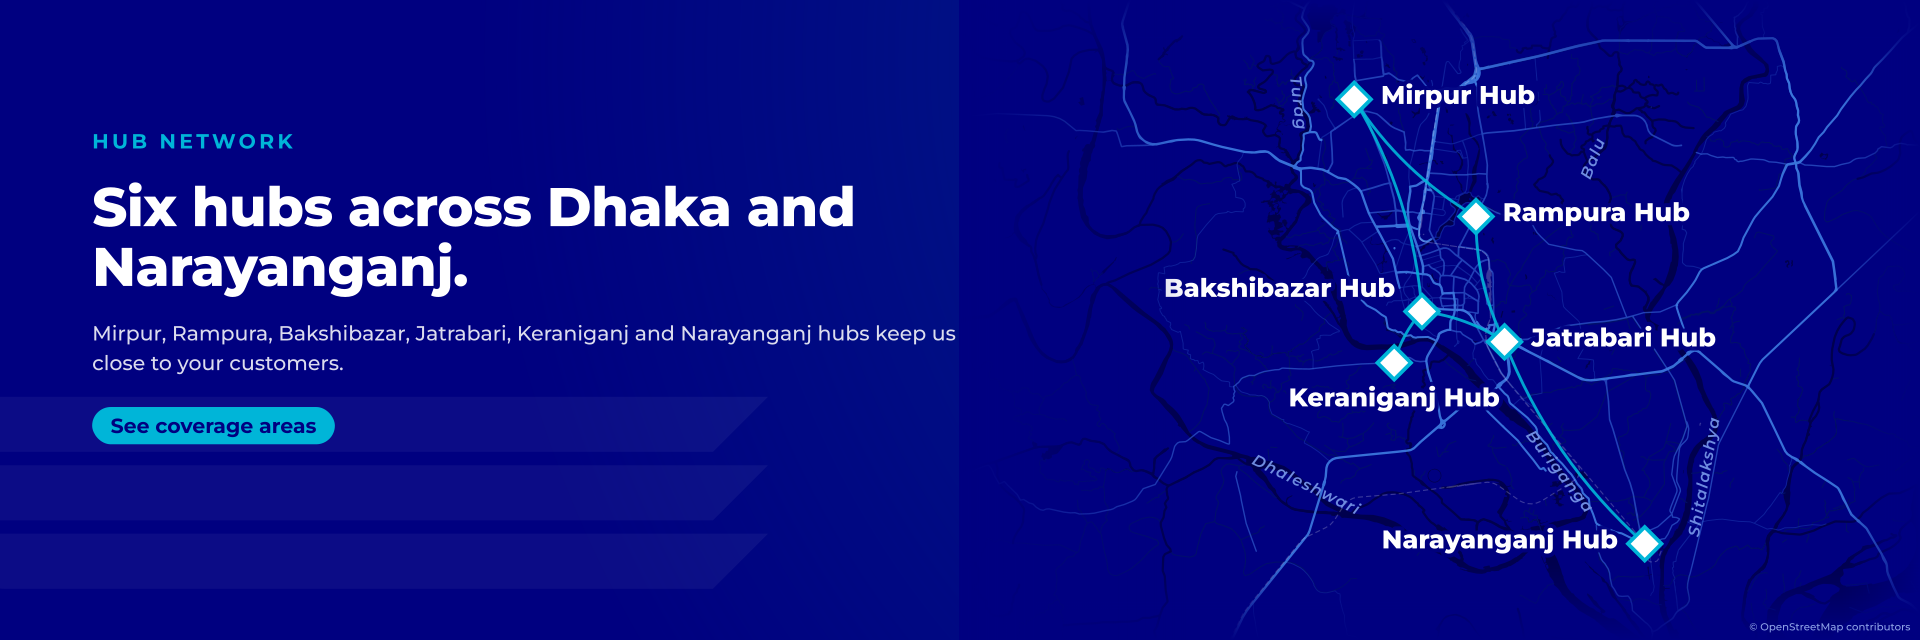 HUB NETWORK
Six hubs across Dhaka and
Narayanganj.
Mirpur, Rampura, Bakshibazar, Jatrabari, Keraniganj and Narayanganj hubs keep us
close to your customers.
See coverage areas
Turag
Mirpur Hub
Balu
Rampura Hub
Bakshibazar Hub
Jatrabari Hub
Keraniganj Hub
Dhaleshwari
Buriganga
Shitalakshya
Narayanganj Hub
© OpenStreetMap contributors